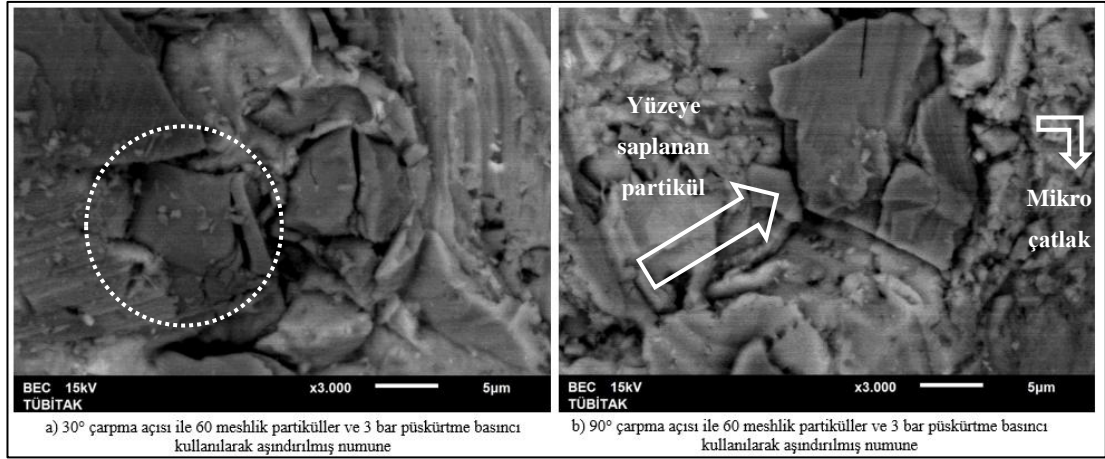 BEC 15kV x3.000 5µm
TÜBİTAK
a) 30° çarpma açısı ile 60 meshlik partiküller ve 3 bar püskürtme basıncı
kullanılarak aşındırılmış numune
Yüzeye
saplanan
partikül
Mikro
çatlak
BEC 15kV x3.000 5µm
TÜBİTAK
b) 90° çarpma açısı ile 60 meshlik partiküller ve 3 bar püskürtme basıncı
kullanılarak aşındırılmış numune